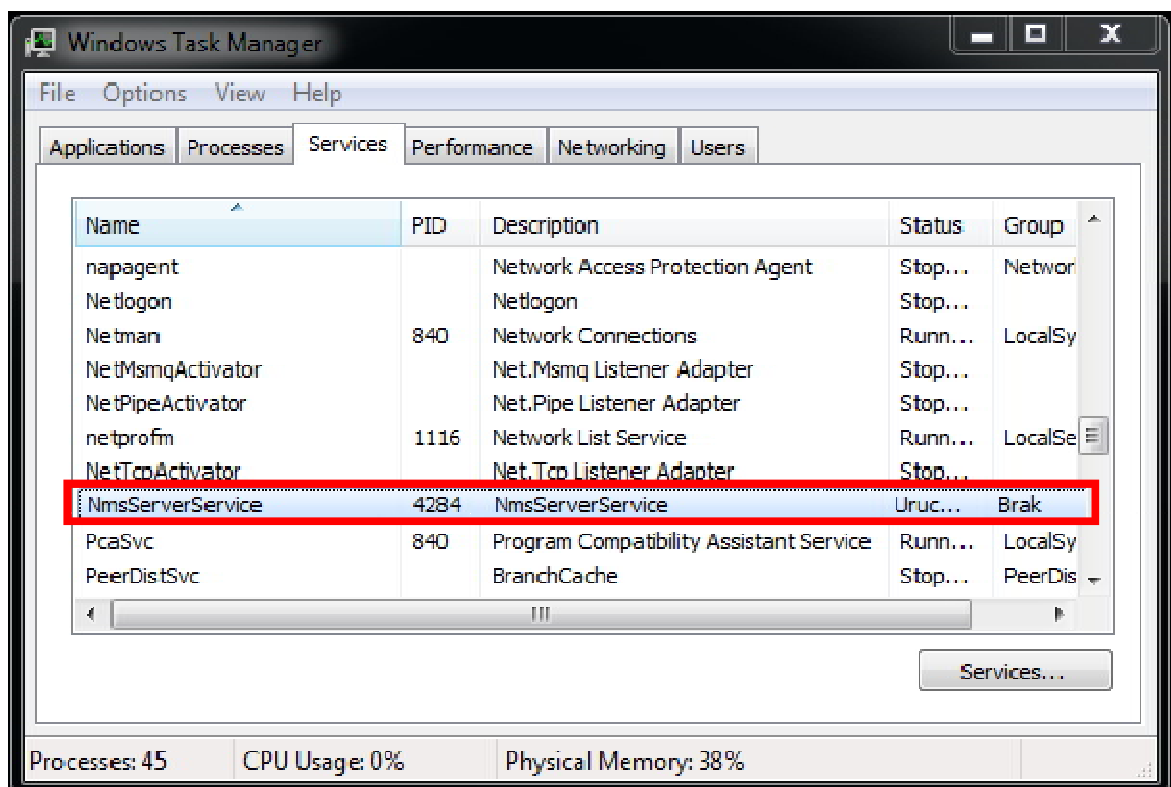 Windows Task Manager
File Options View Help
Applications Processes Services Performance Networking Users
Name PID Description Status Group
napagent Network Access Protection Agent Stop... Networ
Netlogon Netlogon Stop...
Netman 840 Network Connections Runn... LocalSy
NetMsmqActivator Net.Msmq Listener Adapter Stop...
NetPipeActivator Net.Pipe Listener Adapter Stop...
netprofm 1116 Network List Service Runn... LocalSe
NetTcpActivator Net.Tcp Listener Adapter Stop...
NmsServerService 4284 NmsServerService Uruc... Brak
PcaSvc 840 Program Compatibility Assistant Service Runn... LocalSy
PeerDistSvc BranchCache Stop... PeerDis
Services...
Processes: 45 CPU Usage: 0% Physical Memory: 38%